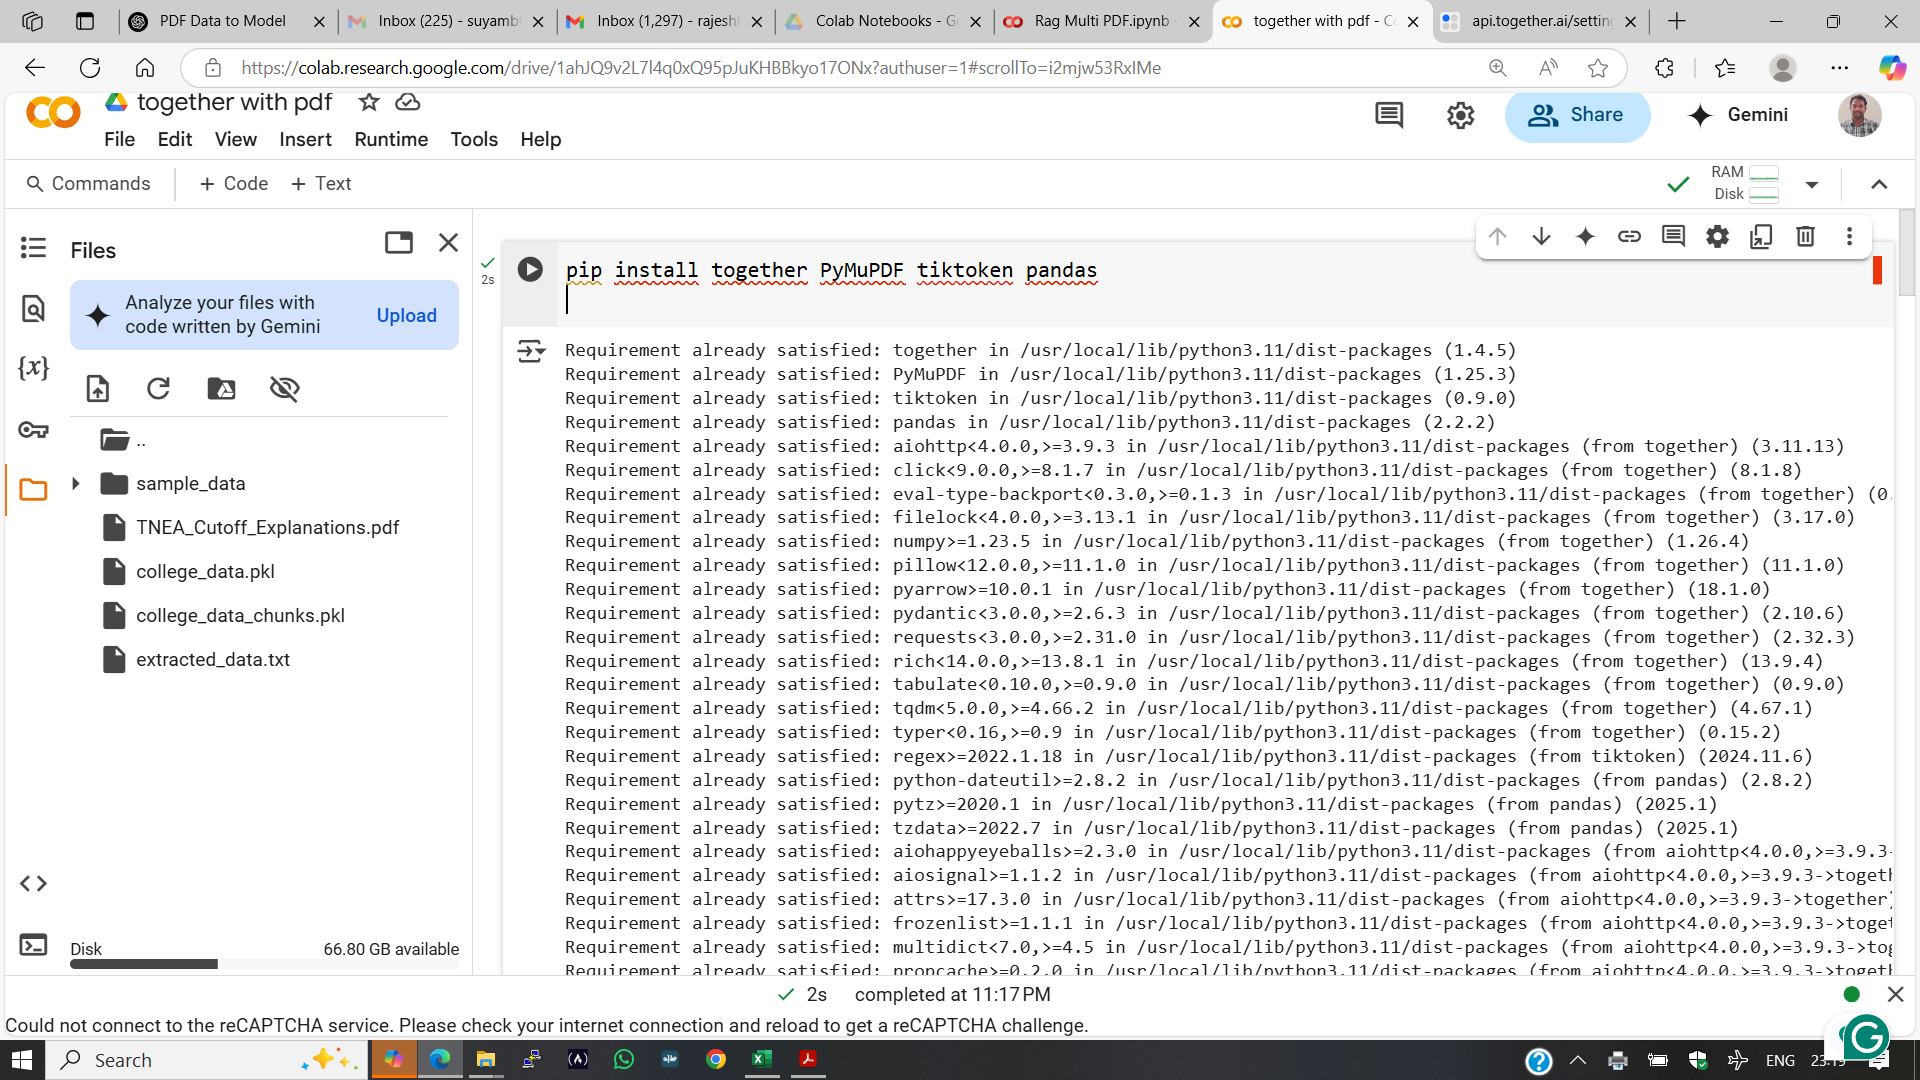 PDF Data to Model
Inbox (225) - suyamb
Inbox (1,297) - rajesh
Colab Notebooks - G
Rag Multi PDF.ipynb
together with pdf - C
api.together.ai/settin
https://colab.research.google.com/drive/1ahJQ9v2L7l4q0xQ95pJuKHBBkyo17ONx?authuser=1#scrollTo=i2mjw53RxIMe
CO
together with pdf
File Edit View Insert Runtime Tools Help
Share
Gemini
Commands
+ Code + Text
RAM
Disk
Files
Analyze your files with
code written by Gemini
Upload
..
sample_data
TNEA_Cutoff_Explanations.pdf
college_data.pkl
college_data_chunks.pkl
extracted_data.txt
{x}
Disk
66.80 GB available
2s
pip install together PyMuPDF tiktoken pandas
Requirement already satisfied: together in /usr/local/lib/python3.11/dist-packages (1.4.5)
Requirement already satisfied: PyMuPDF in /usr/local/lib/python3.11/dist-packages (1.25.3)
Requirement already satisfied: tiktoken in /usr/local/lib/python3.11/dist-packages (0.9.0)
Requirement already satisfied: pandas in /usr/local/lib/python3.11/dist-packages (2.2.2)
Requirement already satisfied: aiohttp<4.0.0,>=3.9.3 in /usr/local/lib/python3.11/dist-packages (from together) (3.11.13)
Requirement already satisfied: click<9.0.0,>=8.1.7 in /usr/local/lib/python3.11/dist-packages (from together) (8.1.8)
Requirement already satisfied: eval-type-backport<0.3.0,>=0.1.3 in /usr/local/lib/python3.11/dist-packages (from together) (0.
Requirement already satisfied: filelock<4.0.0,>=3.13.1 in /usr/local/lib/python3.11/dist-packages (from together) (3.17.0)
Requirement already satisfied: numpy>=1.23.5 in /usr/local/lib/python3.11/dist-packages (from together) (1.26.4)
Requirement already satisfied: pillow<12.0.0,>=11.1.0 in /usr/local/lib/python3.11/dist-packages (from together) (11.1.0)
Requirement already satisfied: pyarrow>=10.0.1 in /usr/local/lib/python3.11/dist-packages (from together) (18.1.0)
Requirement already satisfied: pydantic<3.0.0,>=2.6.3 in /usr/local/lib/python3.11/dist-packages (from together) (2.10.6)
Requirement already satisfied: requests<3.0.0,>=2.31.0 in /usr/local/lib/python3.11/dist-packages (from together) (2.32.3)
Requirement already satisfied: rich<14.0.0,>=13.8.1 in /usr/local/lib/python3.11/dist-packages (from together) (13.9.4)
Requirement already satisfied: tabulate<0.10.0,>=0.9.0 in /usr/local/lib/python3.11/dist-packages (from together) (0.9.0)
Requirement already satisfied: tqdm<5.0.0,>=4.66.2 in /usr/local/lib/python3.11/dist-packages (from together) (4.67.1)
Requirement already satisfied: typer<0.16,>=0.9 in /usr/local/lib/python3.11/dist-packages (from together) (0.15.2)
Requirement already satisfied: regex>=2022.1.18 in /usr/local/lib/python3.11/dist-packages (from tiktoken) (2024.11.6)
Requirement already satisfied: python-dateutil>=2.8.2 in /usr/local/lib/python3.11/dist-packages (from pandas) (2.8.2)
Requirement already satisfied: pytz>=2020.1 in /usr/local/lib/python3.11/dist-packages (from pandas) (2025.1)
Requirement already satisfied: tzdata>=2022.7 in /usr/local/lib/python3.11/dist-packages (from pandas) (2025.1)
Requirement already satisfied: aiohappyeyeballs>=2.3.0 in /usr/local/lib/python3.11/dist-packages (from aiohttp<4.0.0,>=3.9.3-
Requirement already satisfied: aiosignal>=1.1.2 in /usr/local/lib/python3.11/dist-packages (from aiohttp<4.0.0,>=3.9.3->togeth
Requirement already satisfied: attrs>=17.3.0 in /usr/local/lib/python3.11/dist-packages (from aiohttp<4.0.0,>=3.9.3->together)
Requirement already satisfied: frozenlist>=1.1.1 in /usr/local/lib/python3.11/dist-packages (from aiohttp<4.0.0,>=3.9.3->toget
Requirement already satisfied: multidict<7.0,>=4.5 in /usr/local/lib/python3.11/dist-packages (from aiohttp<4.0.0,>=3.9.3->tog
Requirement already satisfied: propcache>=0.2.0 in /usr/local/lib/python3.11/dist-packages (from aiohttp<4.0.0,>=3.9.3->togeth
2s completed at 11:17 PM
Could not connect to the reCAPTCHA service. Please check your internet connection and reload to get a reCAPTCHA challenge.
Search
ENG
23:19